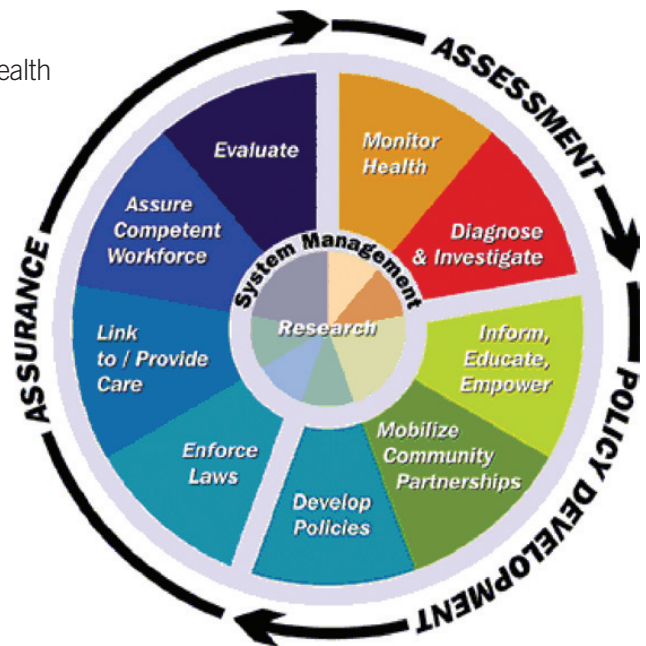 ealth
ASSESSMENT
Monitor
Health
Diagnose
& Investigate
POLICY DEVELOPMENT
Inform,
Educate,
Empower
Mobilize
Community
Partnerships
Develop
Policies
ASSURANCE
Enforce
Laws
Link
to / Provide
Care
Assure
Competent
Workforce
Evaluate
System Management
Research